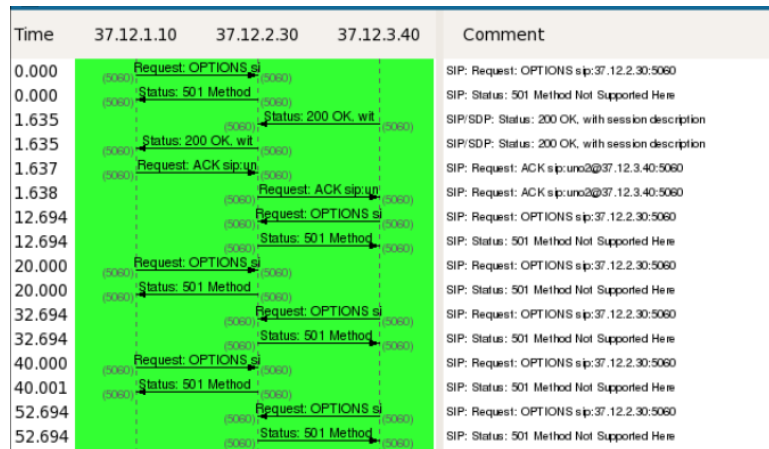 Time 37.12.1.10 37.12.2.30 37.12.3.40 Comment
0.000 Request: OPTIONS si SIP: Request: OPTIONS sip:37.12.2.30:5060
(5060) (5060)
0.000 Status: 501 Method SIP: Status: 501 Method Not Supported Here
(5060) (5060)
1.635 Status: 200 OK, wit SIP/SDP: Status: 200 OK, with session description
(5060) (5060)
1.635 Status: 200 OK, wit SIP/SDP: Status: 200 OK, with session description
(5060) (5060)
1.637 Request: ACK sip:un SIP: Request: ACK sip:uno2@37.12.3.40:5060
(5060) (5060)
1.638 Request: ACK sip:un SIP: Request: ACK sip:uno2@37.12.3.40:5060
(5060) (5060)
12.694 Request: OPTIONS si SIP: Request: OPTIONS sip:37.12.2.30:5060
(5060) (5060)
12.694 Status: 501 Method SIP: Status: 501 Method Not Supported Here
(5060) (5060)
20.000 Request: OPTIONS si SIP: Request: OPTIONS sip:37.12.2.30:5060
(5060) (5060)
20.000 Status: 501 Method SIP: Status: 501 Method Not Supported Here
(5060) (5060)
32.694 Request: OPTIONS si SIP: Request: OPTIONS sip:37.12.2.30:5060
(5060) (5060)
32.694 Status: 501 Method SIP: Status: 501 Method Not Supported Here
(5060) (5060)
40.000 Request: OPTIONS si SIP: Request: OPTIONS sip:37.12.2.30:5060
(5060) (5060)
40.001 Status: 501 Method SIP: Status: 501 Method Not Supported Here
(5060) (5060)
52.694 Request: OPTIONS si SIP: Request: OPTIONS sip:37.12.2.30:5060
(5060) (5060)
52.694 Status: 501 Method SIP: Status: 501 Method Not Supported Here
(5060) (5060)